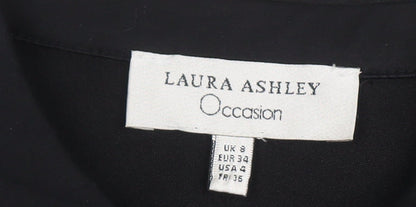 LAURA ASHLEY
Occasion
UK 8
EUR 34
USA 4